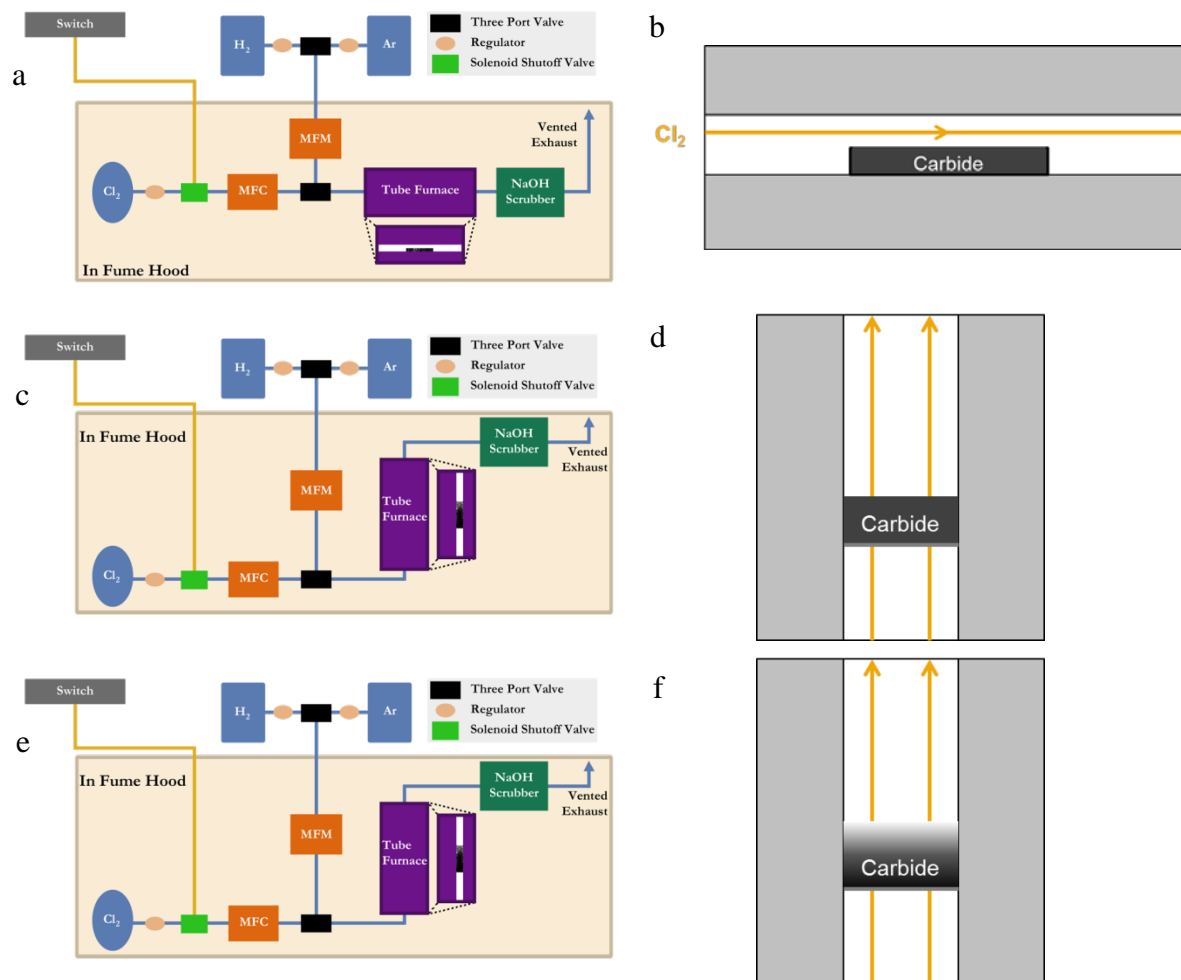 a
Switch
H2
Ar
Three Port Valve
Regulator
Solenoid Shutoff Valve
MFM
Vented
Exhaust
Cl2
MFC
Tube Furnace
NaOH
Scrubber
In Fume Hood
b
Cl2
Carbide
c
Switch
H2
Ar
Three Port Valve
Regulator
Solenoid Shutoff Valve
In Fume Hood
NaOH
Scrubber
Vented
Exhaust
MFM
Tube
Furnace
Cl2
MFC
d
Carbide
e
Switch
H2
Ar
Three Port Valve
Regulator
Solenoid Shutoff Valve
In Fume Hood
NaOH
Scrubber
Vented
Exhaust
MFM
Tube
Furnace
Cl2
MFC
f
Carbide